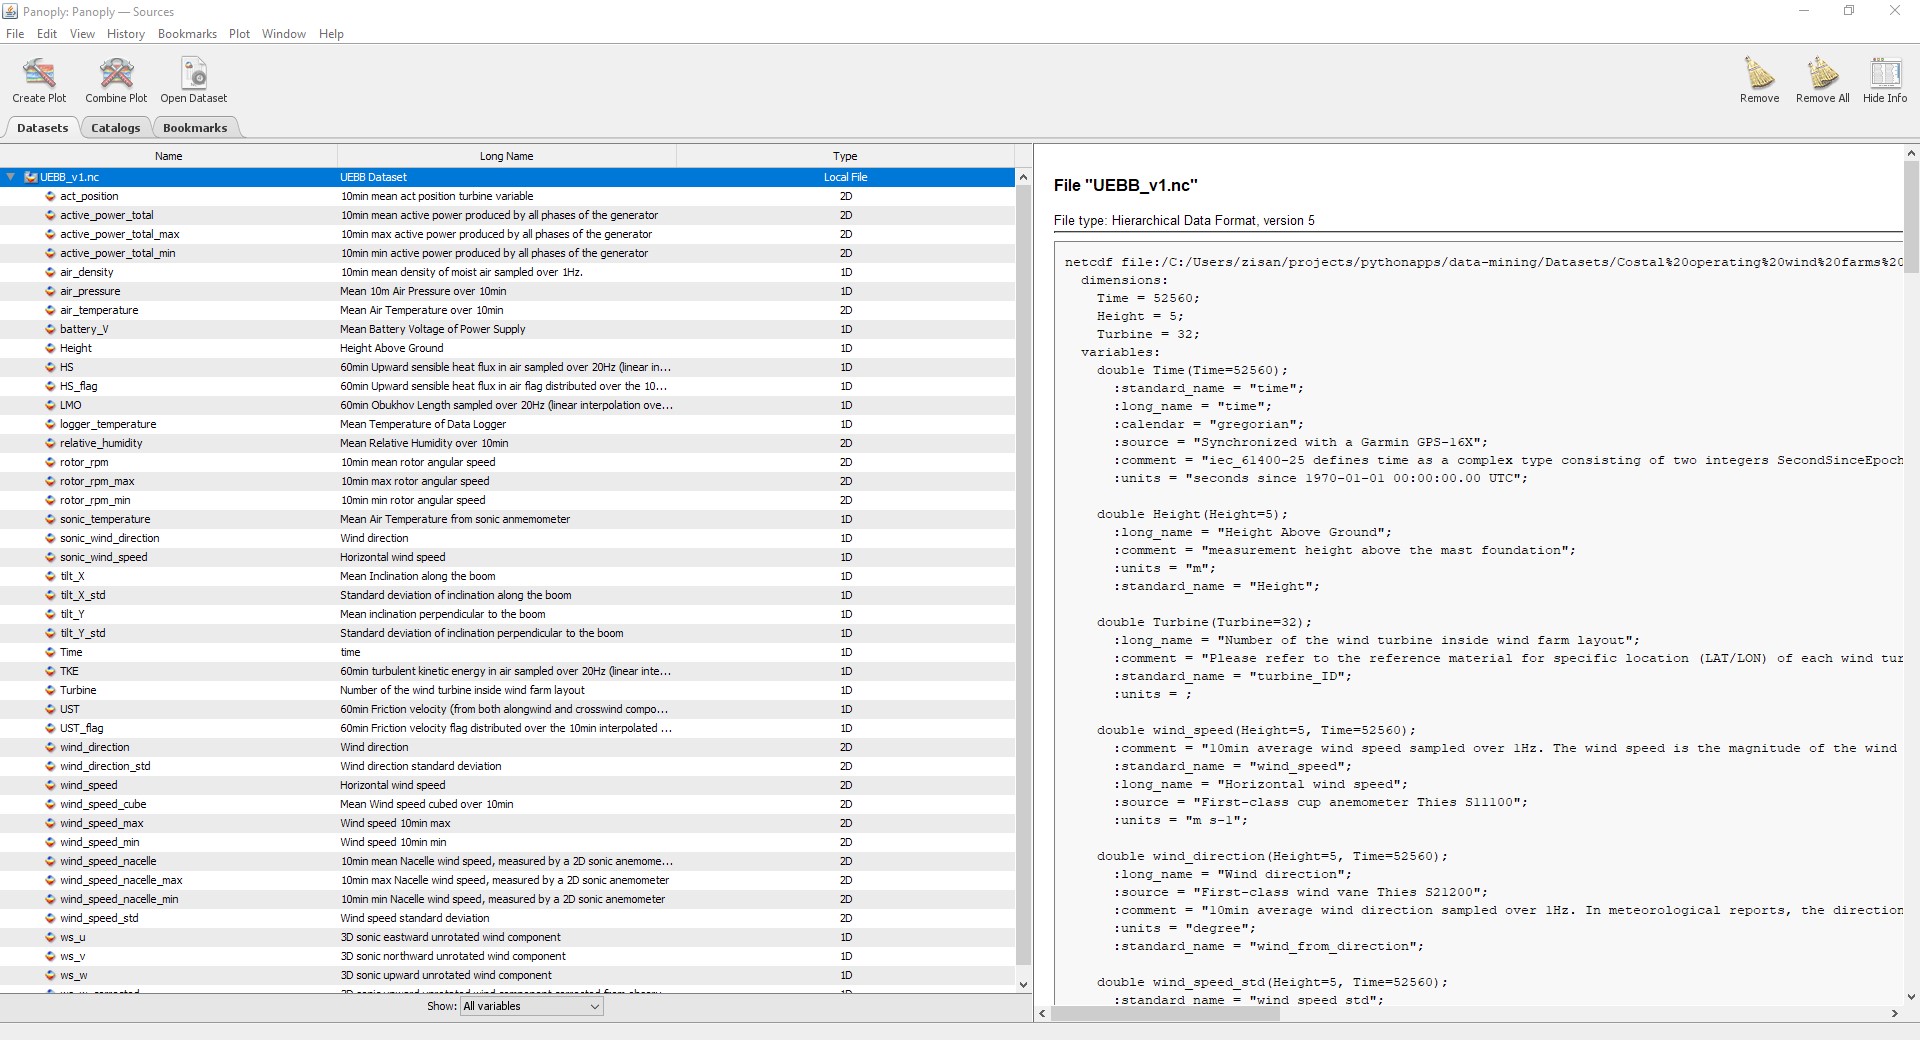 Panoply: Panoply — Sources
File Edit View History Bookmarks Plot Window Help
Create Plot Combine Plot Open Dataset Remove Remove All Hide Info
Datasets Catalogs Bookmarks
Name Long Name Type
UEBB_v1.nc UEBB Dataset Local File
act_position 10min mean act position turbine variable 2D
active_power_total 10min mean active power produced by all phases of the generator 2D
active_power_total_max 10min max active power produced by all phases of the generator 2D
active_power_total_min 10min min active power produced by all phases of the generator 2D
air_density 10min mean density of moist air sampled over 1Hz. 1D
air_pressure Mean 10m Air Pressure over 10min 1D
air_temperature Mean Air Temperature over 10min 2D
battery_V Mean Battery Voltage of Power Supply 1D
Height Height Above Ground 1D
HS 60min Upward sensible heat flux in air sampled over 20Hz (linear in... 1D
HS_flag 60min Upward sensible heat flux in air flag distributed over the 10... 1D
LMO 60min Obukhov Length sampled over 20Hz (linear interpolation ove... 1D
logger_temperature Mean Temperature of Data Logger 1D
relative_humidity Mean Relative Humidity over 10min 2D
rotor_rpm 10min mean rotor angular speed 2D
rotor_rpm_max 10min max rotor angular speed 2D
rotor_rpm_min 10min min rotor angular speed 2D
sonic_temperature Mean Air Temperature from sonic anmemometer 1D
sonic_wind_direction Wind direction 1D
sonic_wind_speed Horizontal wind speed 1D
tilt_X Mean Inclination along the boom 1D
tilt_X_std Standard deviation of inclination along the boom 1D
tilt_Y Mean inclination perpendicular to the boom 1D
tilt_Y_std Standard deviation of inclination perpendicular to the boom 1D
Time time 1D
TKE 60min turbulent kinetic energy in air sampled over 20Hz (linear inte... 1D
Turbine Number of the wind turbine inside wind farm layout 1D
UST 60min Friction velocity (from both alongwind and crosswind compo... 1D
UST_flag 60min Friction velocity flag distributed over the 10min interpolated ... 1D
wind_direction Wind direction 2D
wind_direction_std Wind direction standard deviation 2D
wind_speed Horizontal wind speed 2D
wind_speed_cube Mean Wind speed cubed over 10min 2D
wind_speed_max Wind speed 10min max 2D
wind_speed_min Wind speed 10min min 2D
wind_speed_nacelle 10min mean Nacelle wind speed, measured by a 2D sonic anemome... 2D
wind_speed_nacelle_max 10min max Nacelle wind speed, measured by a 2D sonic anemometer 2D
wind_speed_nacelle_min 10min min Nacelle wind speed, measured by a 2D sonic anemometer 2D
wind_speed_std Wind speed standard deviation 2D
ws_u 3D sonic eastward unrotated wind component 1D
ws_v 3D sonic northward unrotated wind component 1D
ws_w 3D sonic upward unrotated wind component 1D
Show: All variables
File "UEBB_v1.nc"
File type: Hierarchical Data Format, version 5
netcdf file:/C:/Users/zisan/projects/pythonapps/data-mining/Datasets/Costal%20operating%20wind%20farms%20
dimensions:
Time = 52560;
Height = 5;
Turbine = 32;
variables:
double Time(Time=52560);
:standard_name = "time";
:long_name = "time";
:calendar = "gregorian";
:source = "Synchronized with a Garmin GPS-16X";
:comment = "iec_61400-25 defines time as a complex type consisting of two integers SecondSinceEpoch
:units = "seconds since 1970-01-01 00:00:00.00 UTC";
double Height(Height=5);
:long_name = "Height Above Ground";
:comment = "measurement height above the mast foundation";
:units = "m";
:standard_name = "Height";
double Turbine(Turbine=32);
:long_name = "Number of the wind turbine inside wind farm layout";
:comment = "Please refer to the reference material for specific location (LAT/LON) of each wind tur
:standard_name = "turbine_ID";
:units = ;
double wind_speed(Height=5, Time=52560);
:comment = "10min average wind speed sampled over 1Hz. The wind speed is the magnitude of the wind
:standard_name = "wind_speed";
:long_name = "Horizontal wind speed";
:source = "First-class cup anemometer Thies S11100";
:units = "m s-1";
double wind_direction(Height=5, Time=52560);
:long_name = "Wind direction";
:source = "First-class wind vane Thies S21200";
:comment = "10min average wind direction sampled over 1Hz. In meteorological reports, the direction
:units = "degree";
:standard_name = "wind_from_direction";
double wind_speed_std(Height=5, Time=52560);
:standard_name = "wind_speed_std";